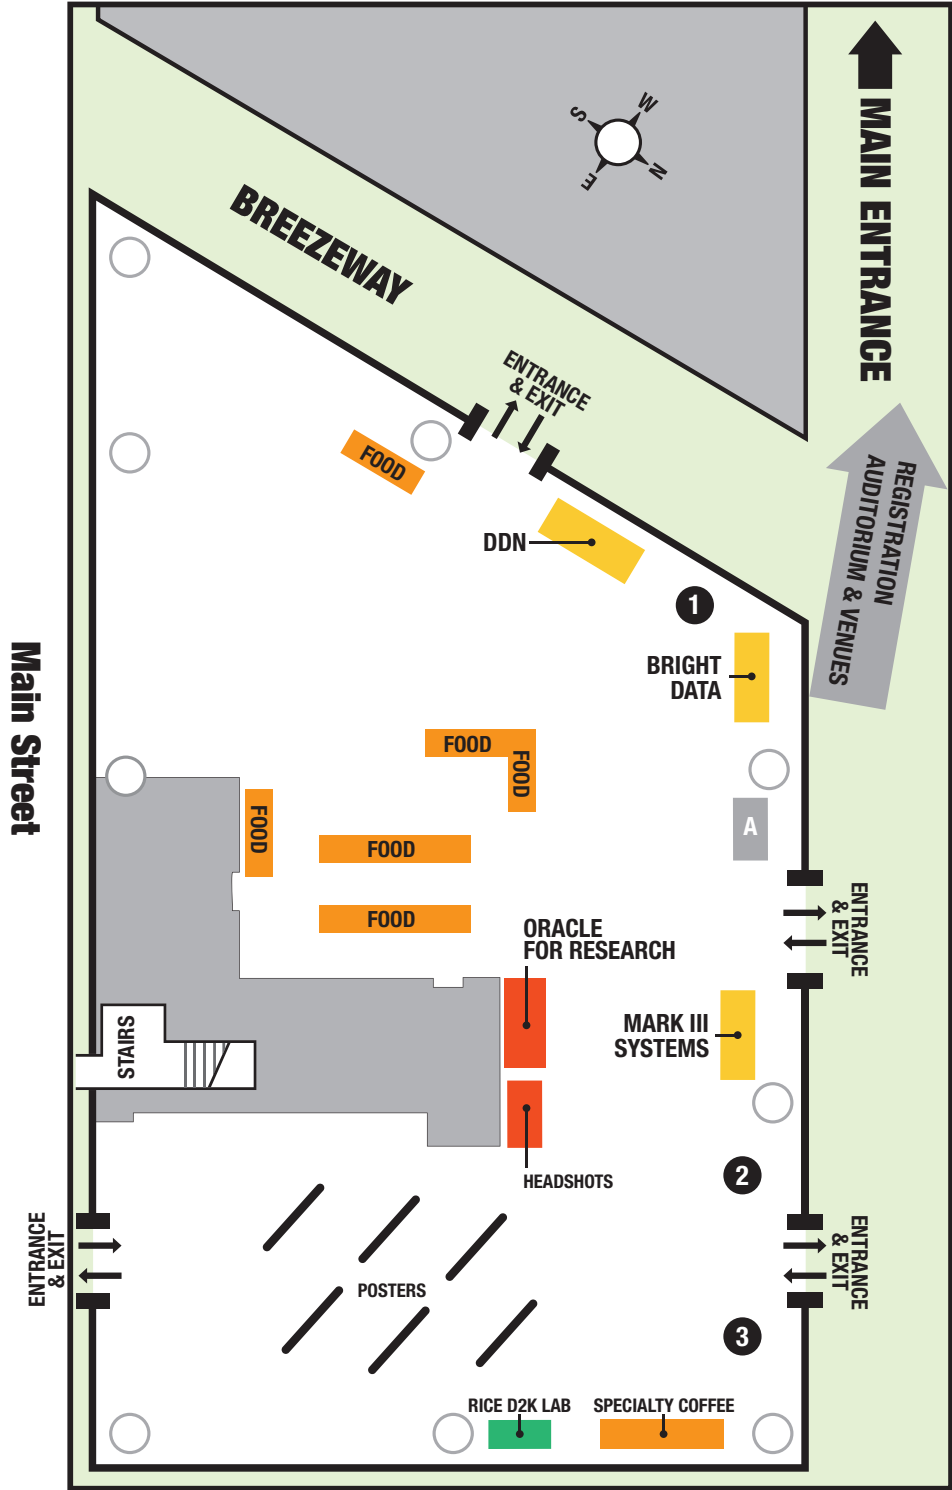 MAIN ENTRANCE
W
S
N
E
BREEZEWAY
ENTRANCE
& EXIT
FOOD
REGISTRATION
AUDITORIUM & VENUES
DDN
1
BRIGHT
DATA
Main Street
FOOD
FOOD
FOOD
A
FOOD
FOOD
ENTRANCE
& EXIT
ORACLE
FOR RESEARCH
MARK III
SYSTEMS
STAIRS
HEADSHOTS
2
ENTRANCE
& EXIT
ENTRANCE
& EXIT
POSTERS
3
RICE D2K LAB
SPECIALTY COFFEE